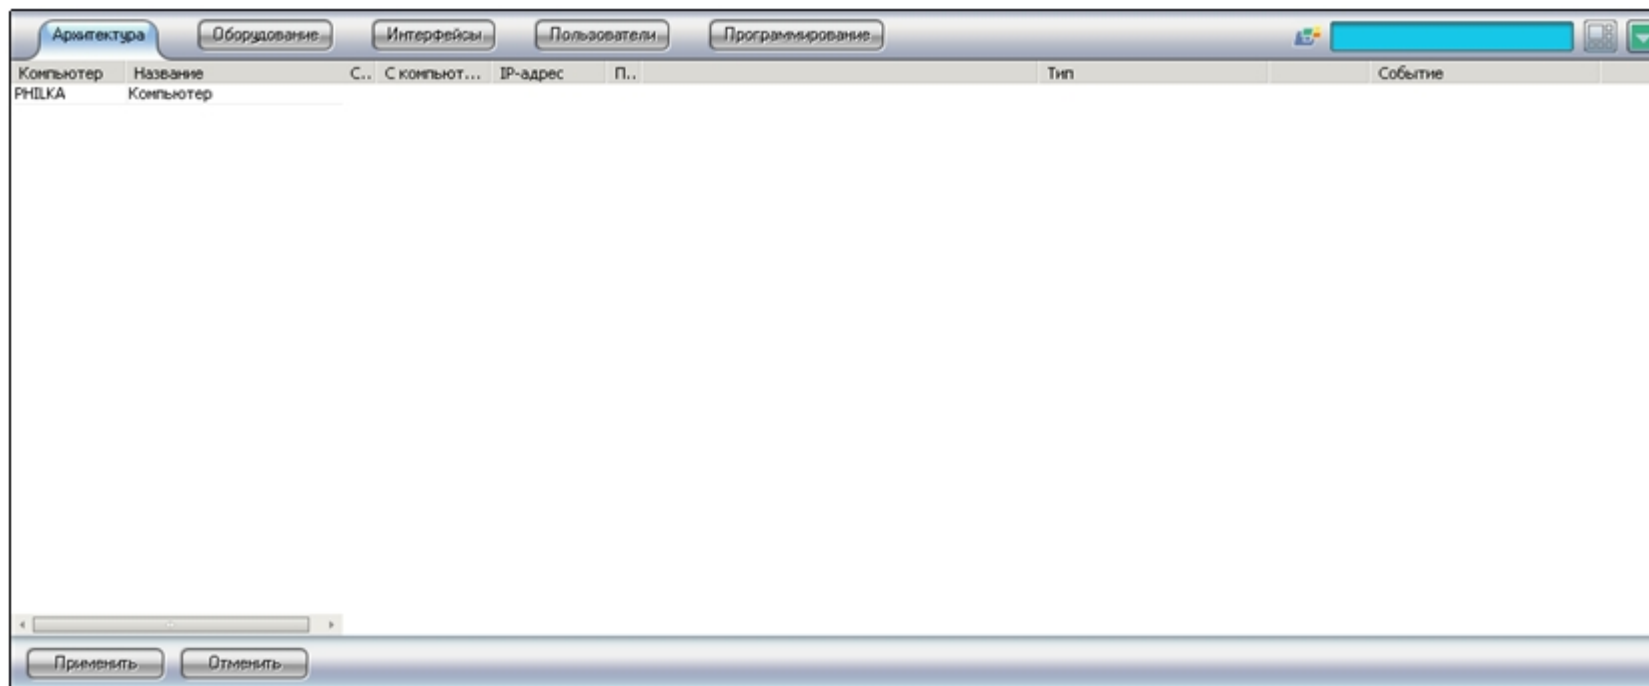 Архитектура Оборудование Интерфейсы Пользователи Программирование
Компьютер Название С.. С компьют... IP-адрес П.. Тип Событие
PHILKA Компьютер
Применить Отменить